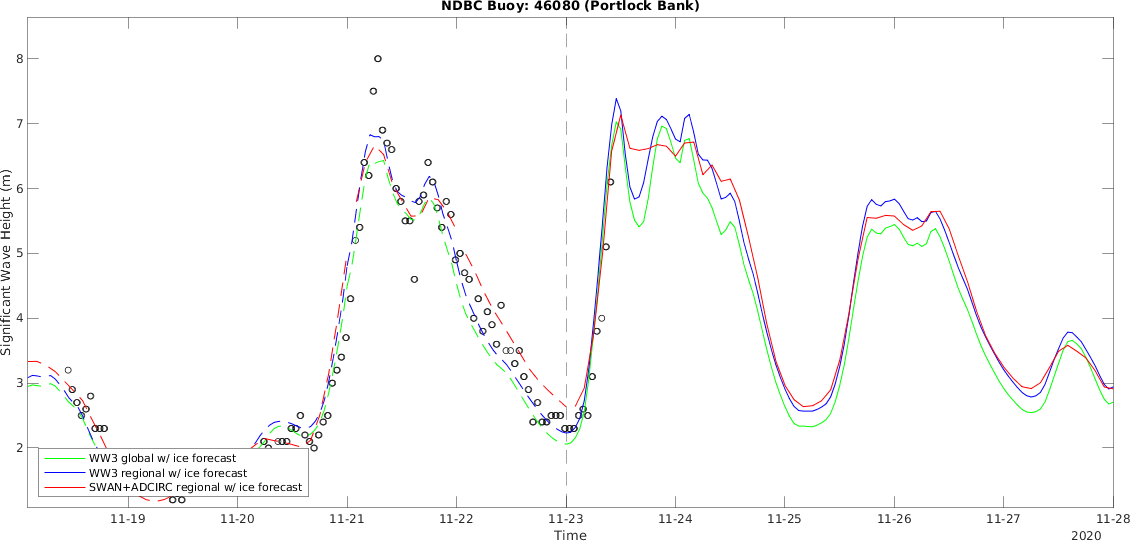 NDBC Buoy: 46080 (Portlock Bank)
Significant Wave Height (m)
8
7
6
5
4
3
2
WW3 global w/ ice forecast
WW3 regional w/ ice forecast
SWAN+ADCIRC regional w/ ice forecast
11-19 11-20 11-21 11-22 11-23 11-24 11-25 11-26 11-27 11-28
Time
2020